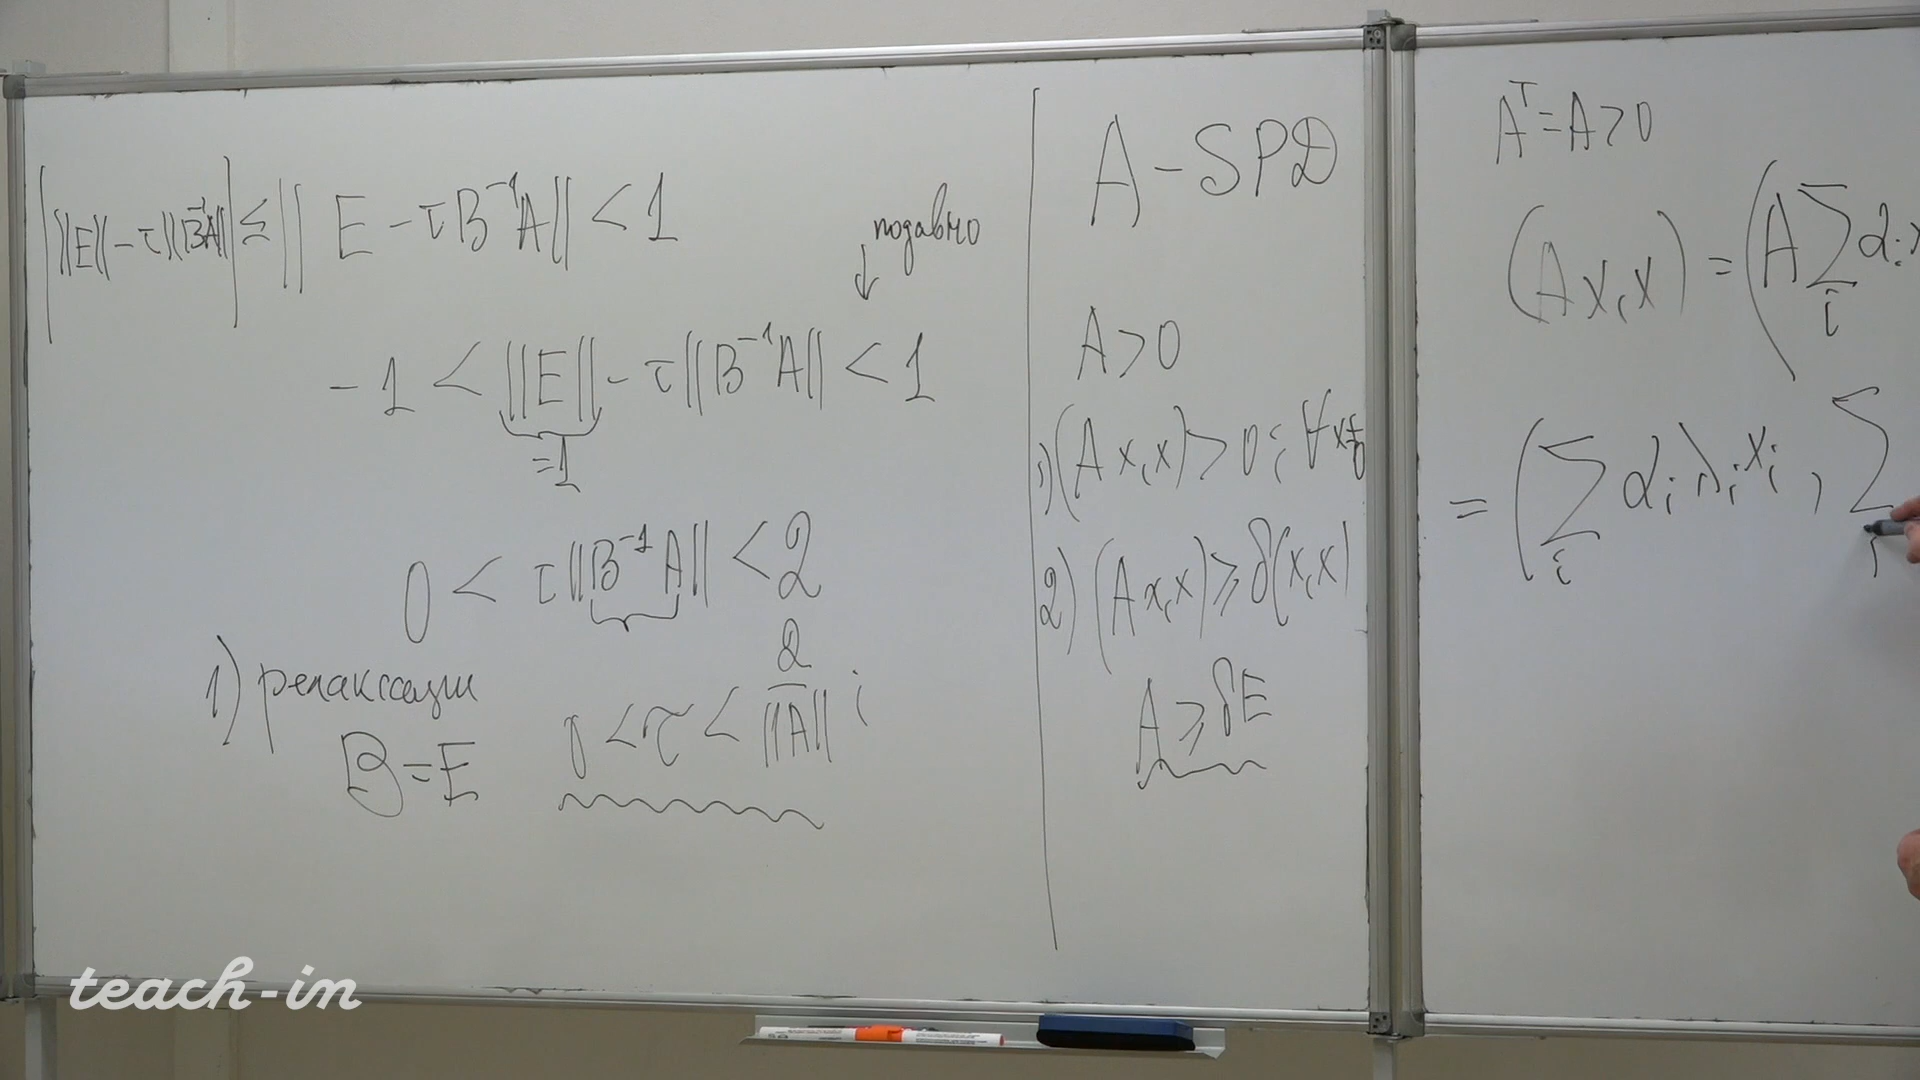 | ||E|| - τ||B⁻¹A|| | ≤ || E - τB⁻¹A|| < 1
подавно
↓
-1 < ||E|| - τ||B⁻¹A|| < 1
=1
0 < τ||B⁻¹A|| < 2
1) релаксации
B = E
0 < τ < 2/||A|| ;
A - SPD
A > 0
1) (Ax,x) > 0; ∀x≠0
2) (Ax,x) ≥ δ(x,x)
A ≥ δE
Aᵀ = A > 0
(Ax,x) = (A∑ᵢ αᵢx
= (∑ᵢ αᵢλᵢxᵢ , ∑
teach-in